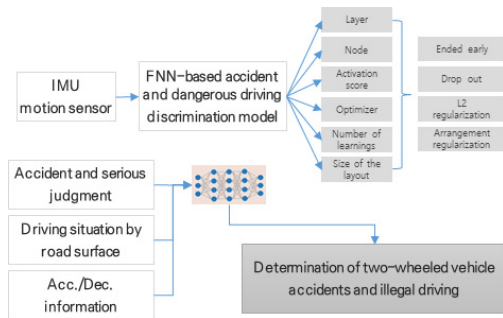 IMU
motion sensor
FNN-based accident
and dangerous driving
discrimination model
Layer
Node
Activation
score
Optimizer
Number of
learnings
Size of the
layout
Ended early
Drop out
L2
regularization
Arrangement
regularization
Accident and serious
judgment
Driving situation by
road surface
Acc./Dec.
information
Determination of two-wheeled vehicle
accidents and illegal driving